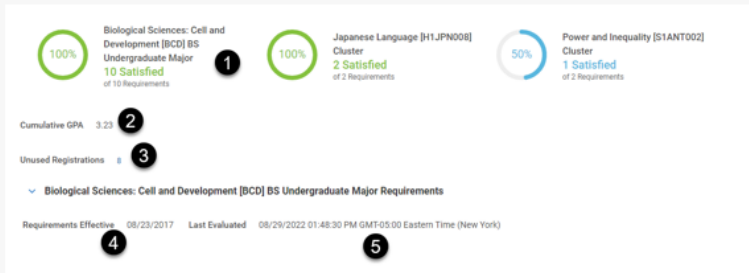 100%
Biological Sciences: Cell and
Development [BCD] BS
Undergraduate Major
10 Satisfied
of 10 Requirements
1
100%
Japanese Language [H1JPN008]
Cluster
2 Satisfied
of 2 Requirements
50%
Power and Inequality [S1ANT002]
Cluster
1 Satisfied
of 2 Requirements
Cumulative GPA 3.23 2
Unused Registrations 8 3
Biological Sciences: Cell and Development [BCD] BS Undergraduate Major Requirements
Requirements Effective 08/23/2017 Last Evaluated 08/29/2022 01:48:30 PM GMT-05:00 Eastern Time (New York)
4
5